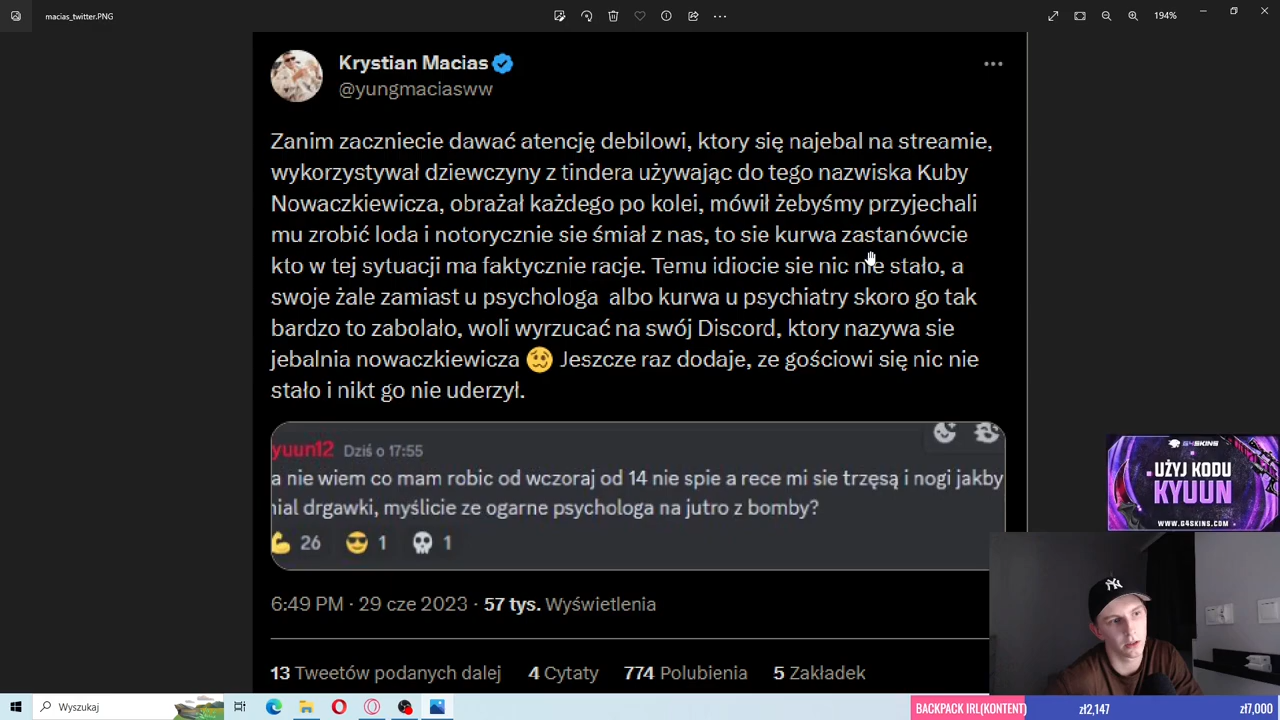 macias_twitter.PNG
194%
Krystian Macias
@yungmaciasww
Zanim zaczniecie dawać atencję debilowi, ktory się najebal na streamie,
wykorzystywał dziewczyny z tindera używając do tego nazwiska Kuby
Nowaczkiewicza, obrażał każdego po kolei, mówił żebyśmy przyjechali
mu zrobić loda i notorycznie sie śmiał z nas, to sie kurwa zastanówcie
kto w tej sytuacji ma faktycznie racje. Temu idiocie sie nic nie stało, a
swoje żale zamiast u psychologa albo kurwa u psychiatry skoro go tak
bardzo to zabolało, woli wyrzucać na swój Discord, ktory nazywa sie
jebalnia nowaczkiewicza 🥴 Jeszcze raz dodaje, ze gościowi się nic nie
stało i nikt go nie uderzył.
yuun12 Dziś o 17:55
a nie wiem co mam robic od wczoraj od 14 nie spie a rece mi sie trzęsą i nogi jakby
nial drgawki, myślicie ze ogarne psychologa na jutro z bomby?
💪 26 😎 1 💀 1
6:49 PM · 29 cze 2023 · 57 tys. Wyświetlenia
13 Tweetów podanych dalej 4 Cytaty 774 Polubienia 5 Zakładek
G4SKINS
UŻYJ KODU
KYUUN
WWW.G4SKINS.COM
Wyszukaj
BACKPACK IRL(KONTENT) zł2,147 zł7,000